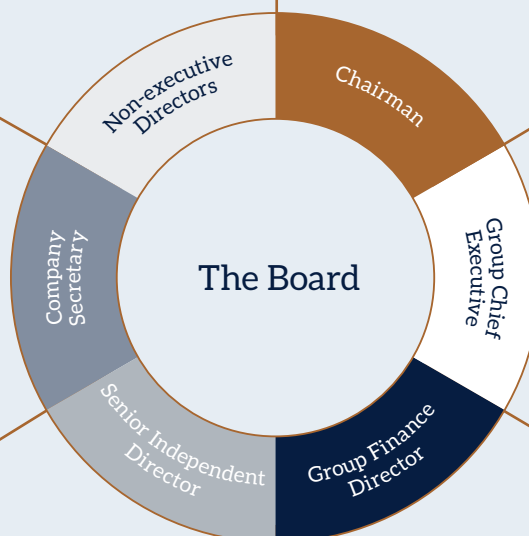 Non-executive
Directors
Chairman
Group Chief
Executive
Group Finance
Director
Senior Independent
Director
Company
Secretary
The Board